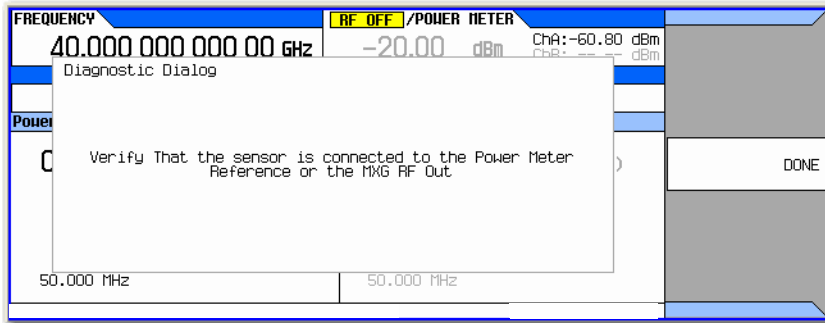 FREQUENCY
RF OFF /POWER METER
40.000 000 000 00 GHz
-20.00 dBm
ChA:-60.80 dBm
ChB: -- -- dBm
Diagnostic Dialog
Verify That the sensor is connected to the Power Meter
Reference or the MXG RF Out
DONE
50.000 MHz
50.000 MHz